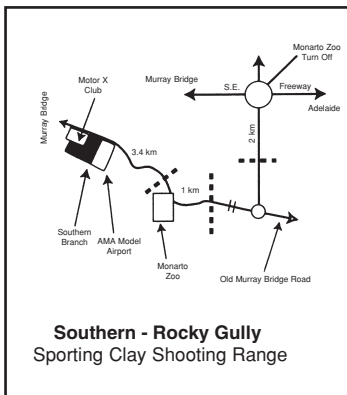 Monarto Zoo
Turn Off
Motor X
Club
Murray Bridge
S.E.
Freeway
Adelaide
Murray Bridge
3.4 km
2 km
1 km
Southern
Branch
AMA Model
Airport
Monarto
Zoo
Old Murray Bridge Road
Southern - Rocky Gully
Sporting Clay Shooting Range